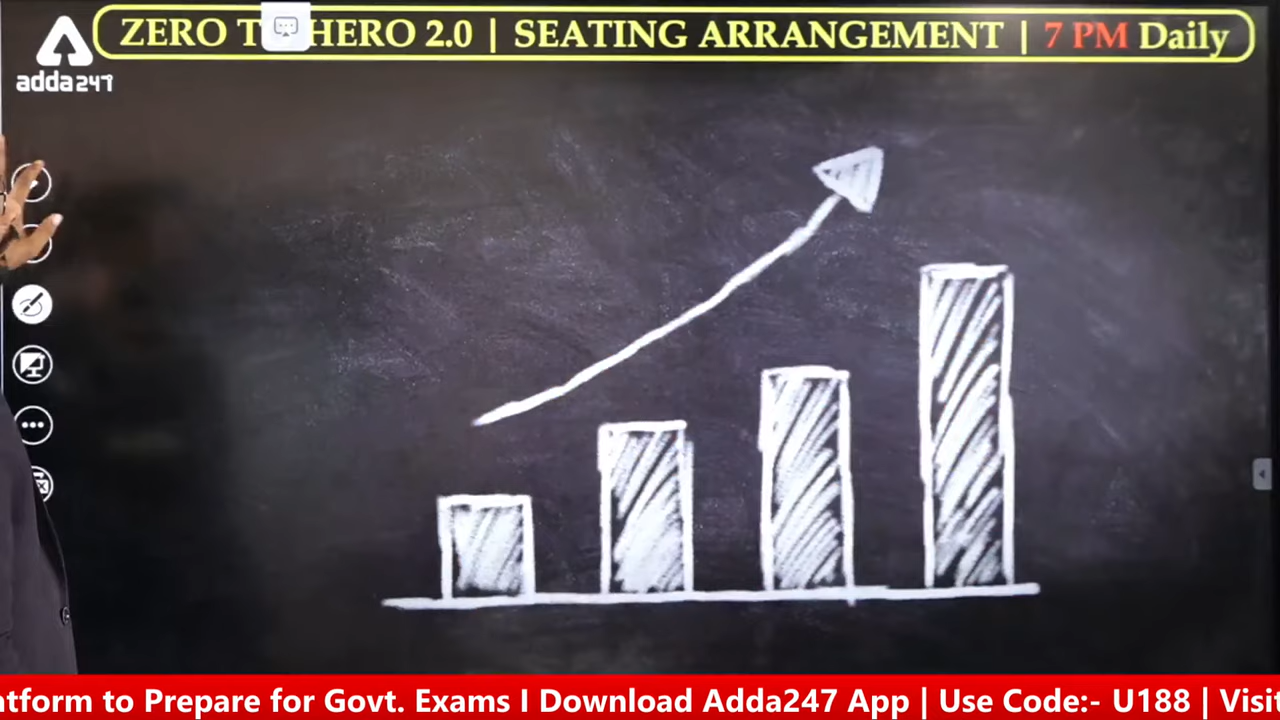 ZERO T HERO 2.0 | SEATING ARRANGEMENT | 7 PM Daily
adda247
atform to Prepare for Govt. Exams I Download Adda247 App | Use Code:- U188 | Visit